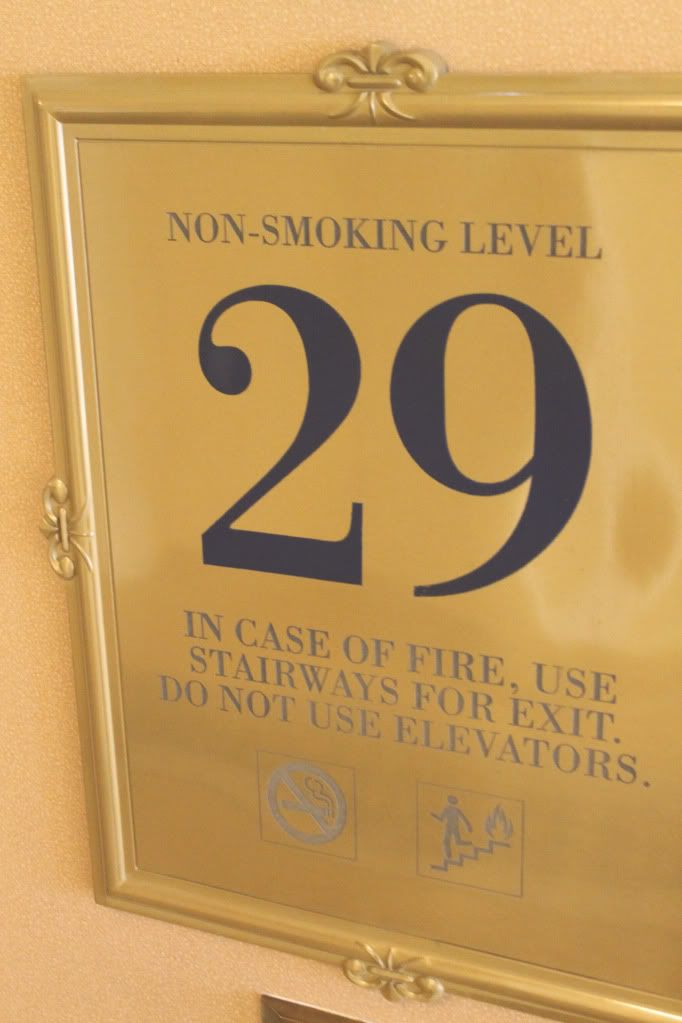 NON-SMOKING LEVEL
29
IN CASE OF FIRE, USE
STAIRWAYS FOR EXIT.
DO NOT USE ELEVATORS.